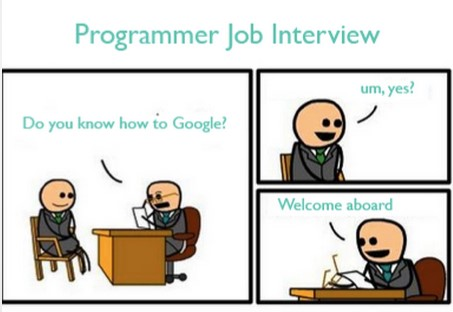 Programmer Job Interview
Do you know how to Google?
um, yes?
Welcome aboard